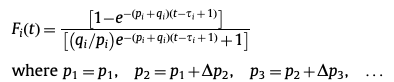 F_i(t) = [1−e^{−(p_i+q_i)(t−τ_i+1)}] / [(q_i/p_i)e^{−(p_i+q_i)(t−τ_i+1)}+1]
where p_1=p_1, p_2=p_1+Δp_2, p_3=p_2+Δp_3, ...